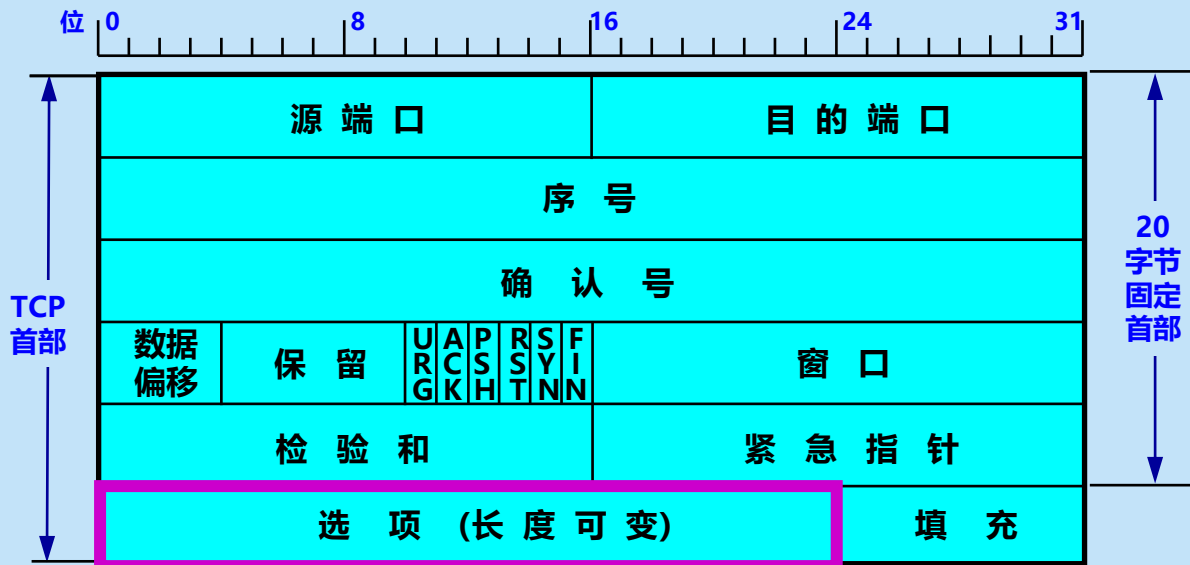 位 0 8 16 24 31
源 端 口 目 的 端 口
序 号
确 认 号
TCP
首部
20
字节
固定
首部
数据
偏移
保 留
URG
ACK
PSH
RST
SYN
FIN
窗 口
检 验 和 紧 急 指 针
选 项 (长 度 可 变) 填 充